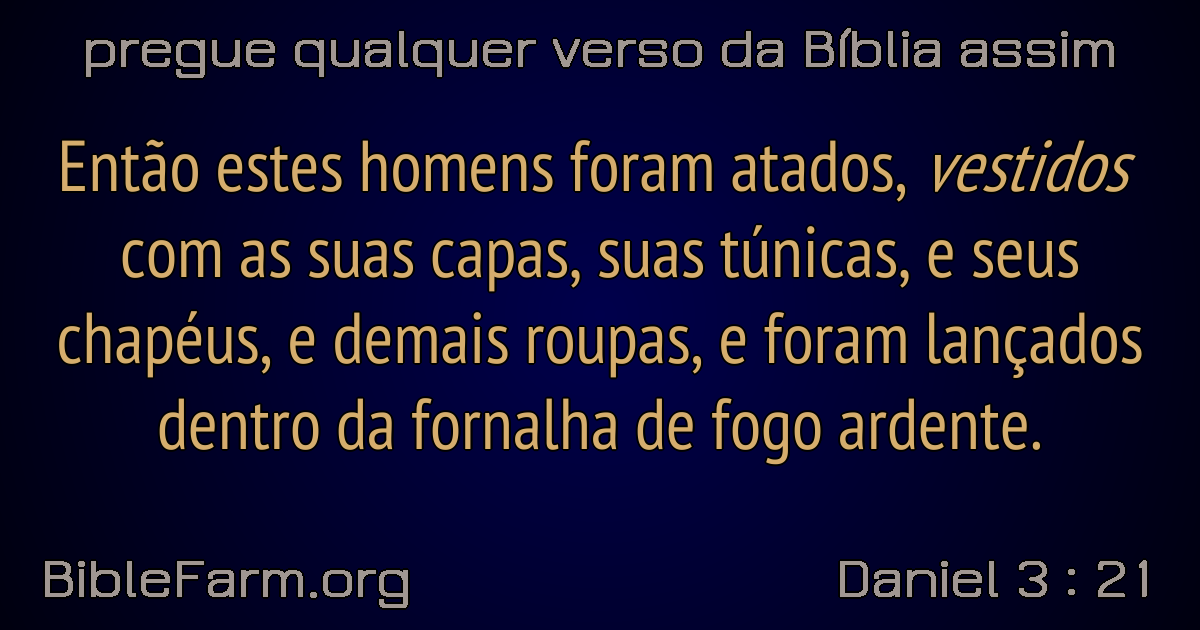 pregue qualquer verso da Bíblia assim
Então estes homens foram atados, vestidos
com as suas capas, suas túnicas, e seus
chapéus, e demais roupas, e foram lançados
dentro da fornalha de fogo ardente.
BibleFarm.org
Daniel 3 : 21